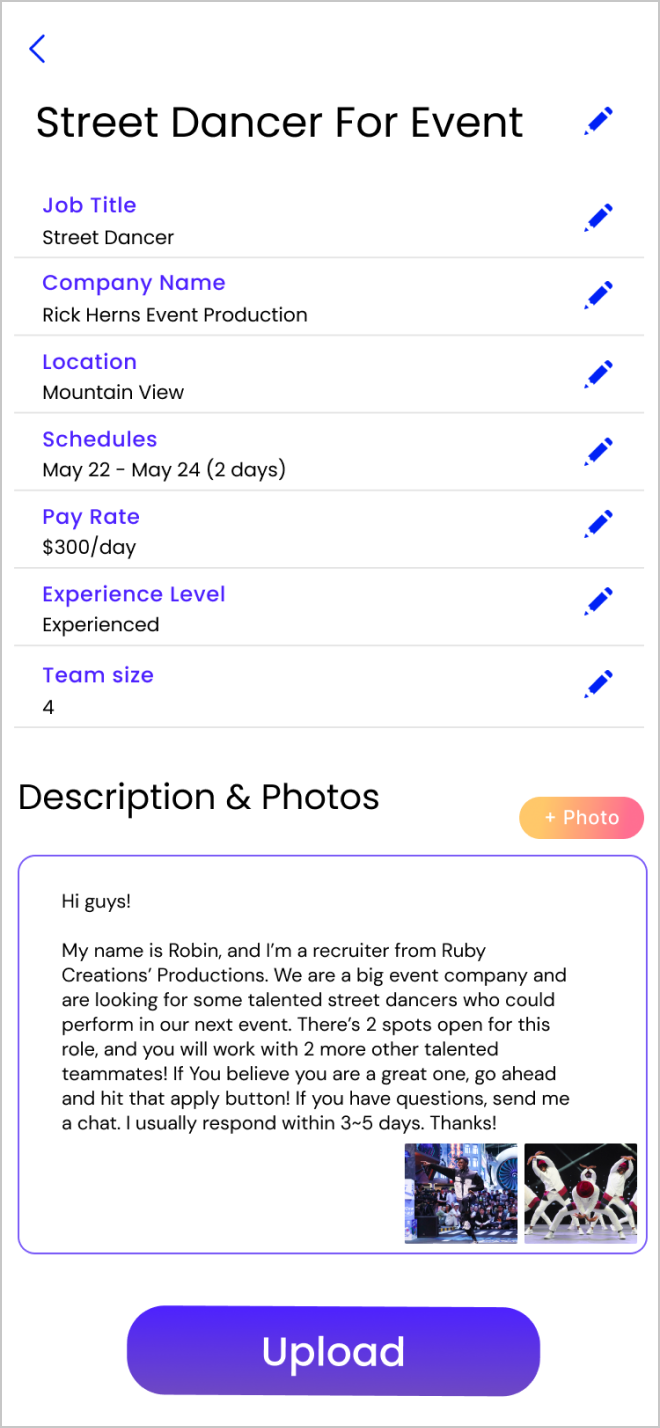 Street Dancer For Event
Job Title
Street Dancer
Company Name
Rick Herns Event Production
Location
Mountain View
Schedules
May 22 - May 24 (2 days)
Pay Rate
$300/day
Experience Level
Experienced
Team size
4
Description & Photos
+ Photo
Hi guys!
My name is Robin, and I’m a recruiter from Ruby
Creations’ Productions. We are a big event company and
are looking for some talented street dancers who could
perform in our next event. There’s 2 spots open for this
role, and you will work with 2 more other talented
teammates! If You believe you are a great one, go ahead
and hit that apply button! If you have questions, send me
a chat. I usually respond within 3~5 days. Thanks!
Upload